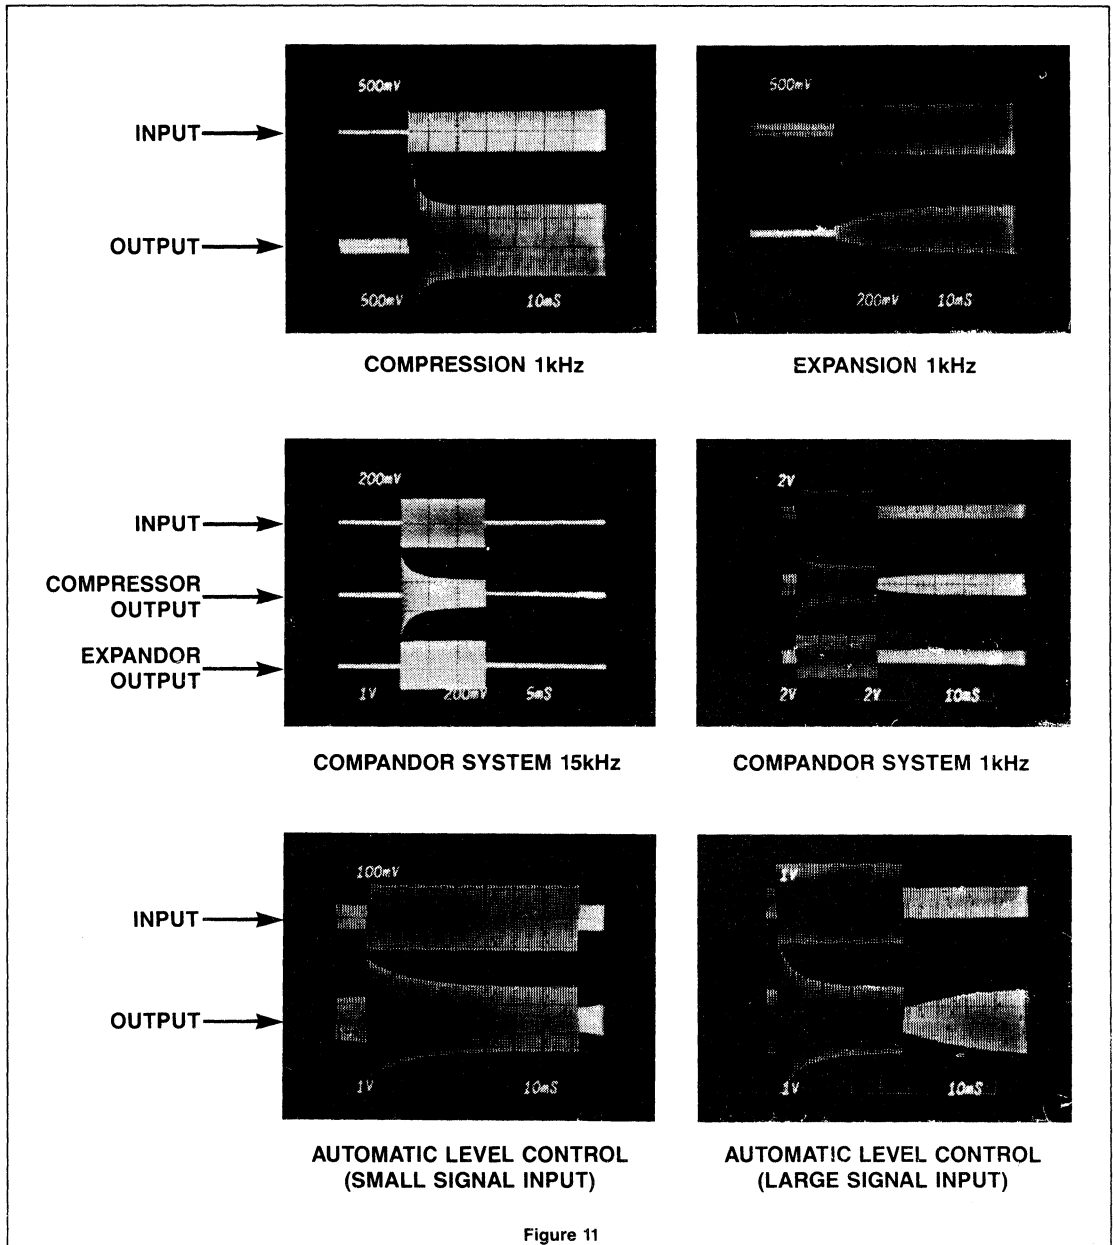 500mV
500mV
INPUT
OUTPUT
500mV 10mS
200mV 10mS
COMPRESSION 1kHz
EXPANSION 1kHz
200mV
2V
INPUT
COMPRESSOR
OUTPUT
EXPANDOR
OUTPUT
1V 200mV 5mS
2V 2V 10mS
COMPANDOR SYSTEM 15kHz
COMPANDOR SYSTEM 1kHz
100mV
1V
INPUT
OUTPUT
1V 10mS
1V 10mS
AUTOMATIC LEVEL CONTROL
(SMALL SIGNAL INPUT)
AUTOMATIC LEVEL CONTROL
(LARGE SIGNAL INPUT)
Figure 11